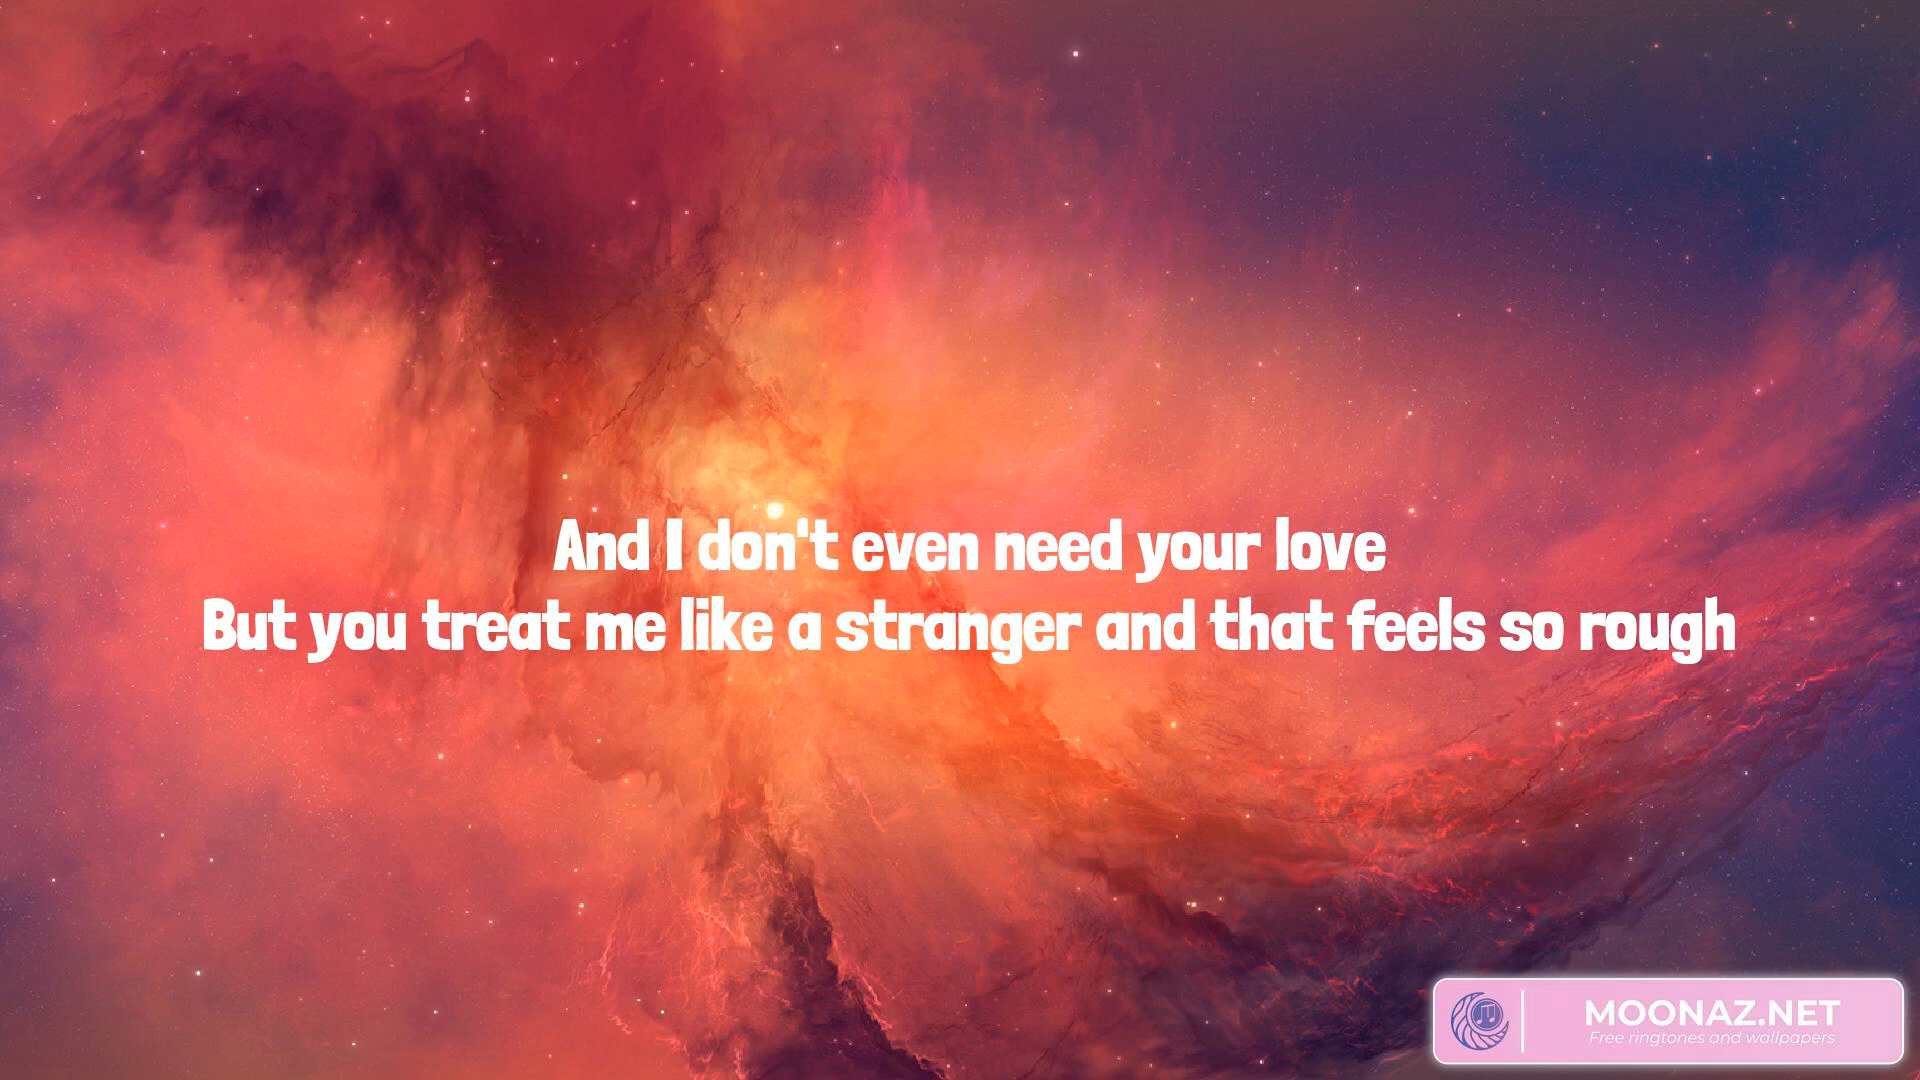 And I don't even need your love
But you treat me like a stranger and that feels so rough
MOONAZ.NET
Free ringtones and wallpapers